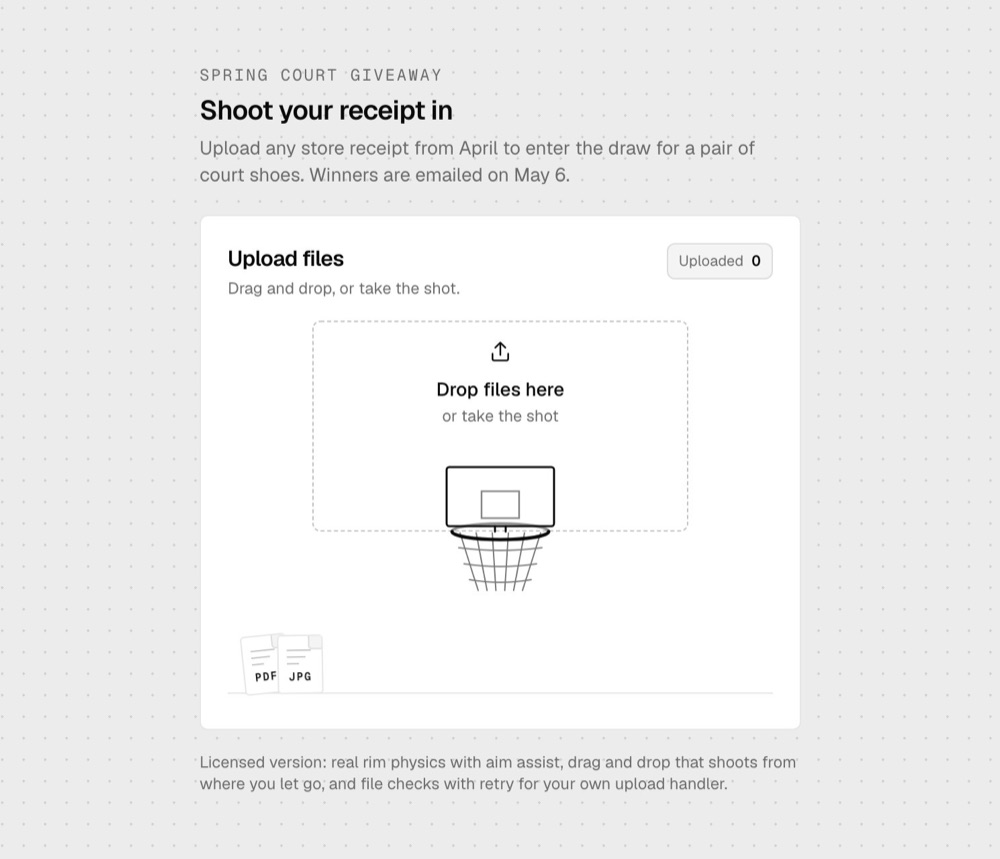 SPRING COURT GIVEAWAY
Shoot your receipt in
Upload any store receipt from April to enter the draw for a pair of
court shoes. Winners are emailed on May 6.
Upload files
Uploaded 0
Drag and drop, or take the shot.
Drop files here
or take the shot
PDF JPG
Licensed version: real rim physics with aim assist, drag and drop that shoots from
where you let go, and file checks with retry for your own upload handler.